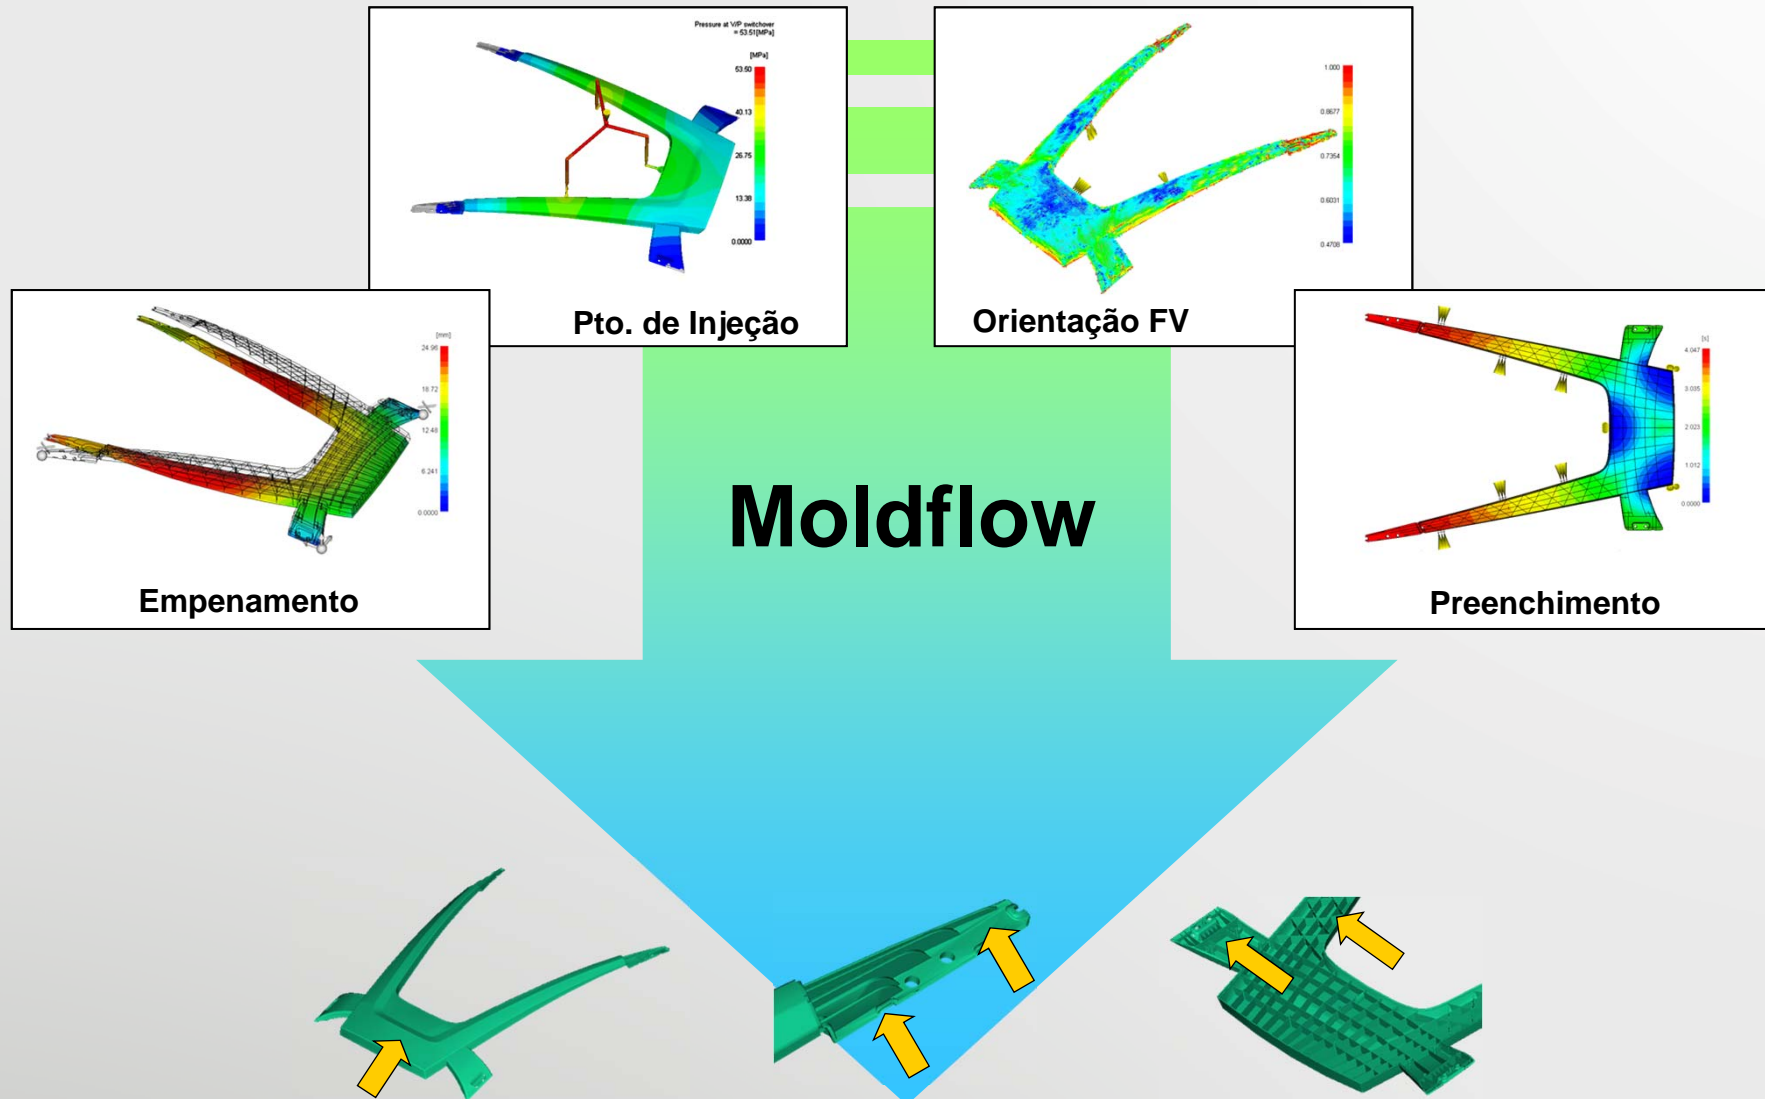 Pressure at V/P switchover
= 53.51[MPa]
[MPa]
53.50
40.13
26.75
13.38
0.0000
Pto. de Injeção
1.000
0.8677
0.7354
0.6031
0.4708
Orientação FV
[mm]
24.96
18.72
12.48
6.241
0.0000
Empenamento
[s]
4.047
3.035
2.023
1.012
0.0000
Preenchimento
Moldflow